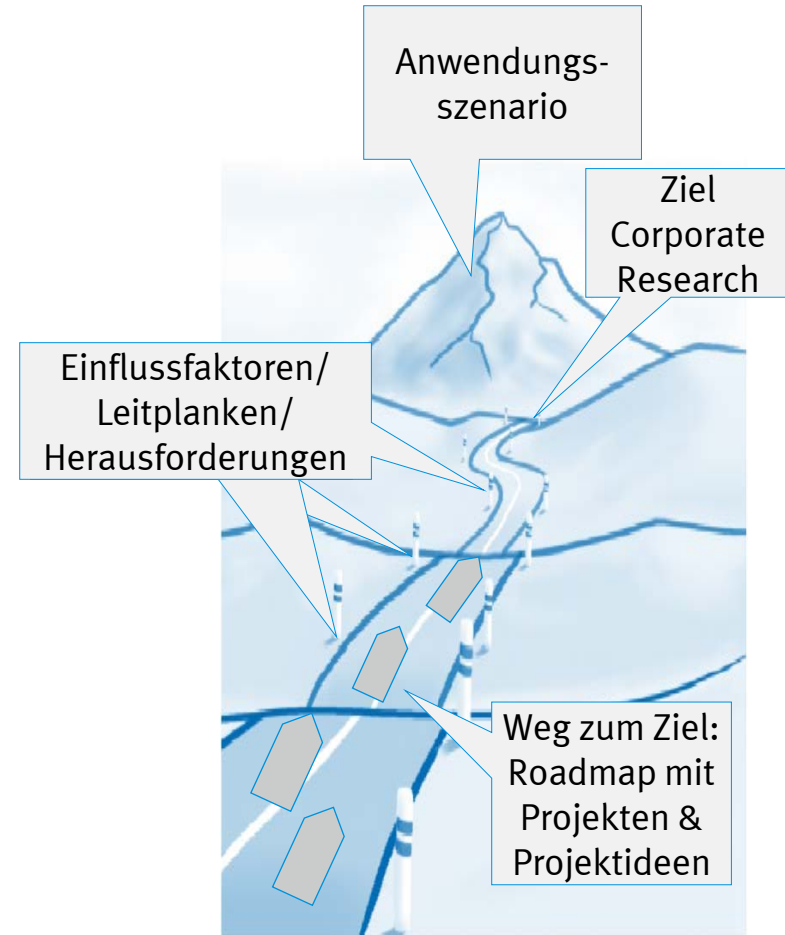 Anwendungs-
szenario
Ziel
Corporate
Research
Einflussfaktoren/
Leitplanken/
Herausforderungen
Weg zum Ziel:
Roadmap mit
Projekten &
Projektideen